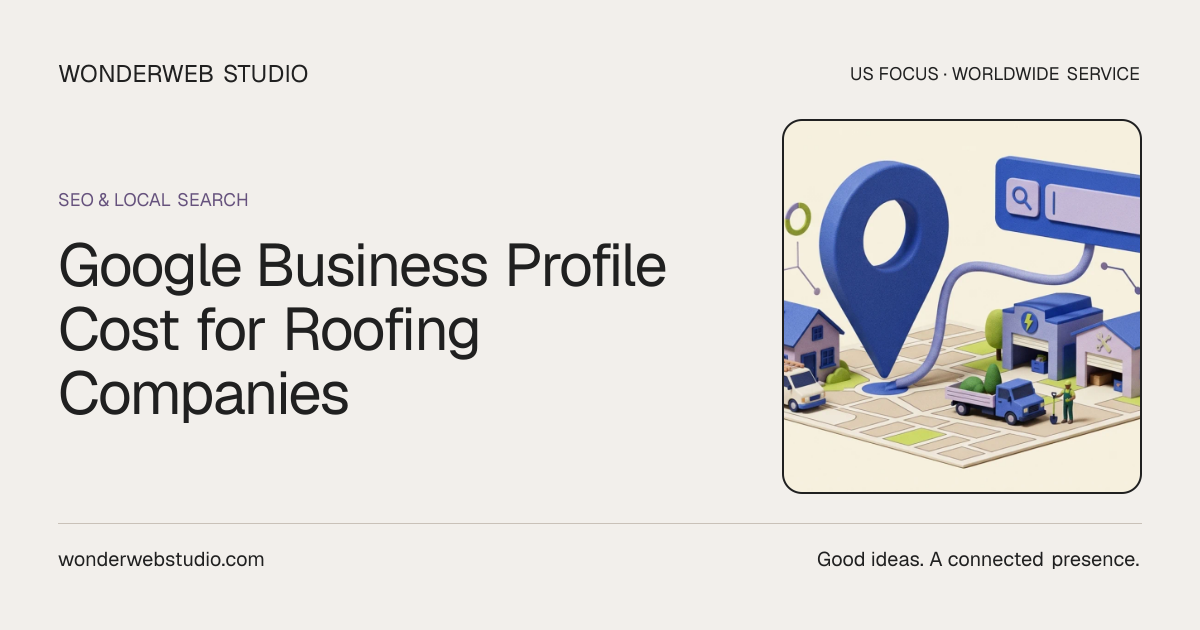 WONDERWEB STUDIO
US FOCUS · WORLDWIDE SERVICE
SEO & LOCAL SEARCH
Google Business Profile
Cost for Roofing
Companies
wonderwebstudio.com
Good ideas. A connected presence.